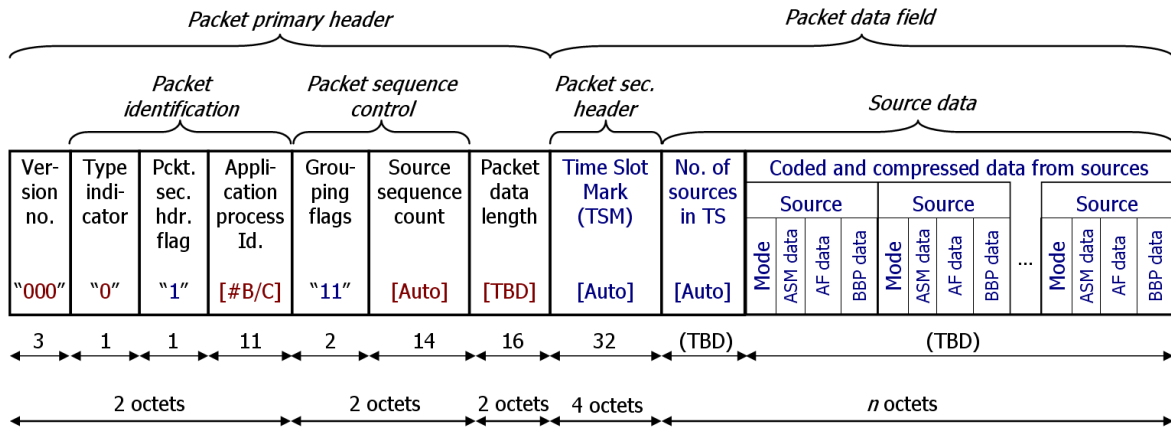 Packet primary header
Packet data field
Packet
identification
Packet sequence
control
Packet sec.
header
Source data
Ver-
sion
no.
"000"
Type
indi-
cator
"0"
Pckt.
sec.
hdr.
flag
"1"
Appli-
cation
process
Id.
[#B/C]
Grou-
ping
flags
"11"
Source
sequence
count
[Auto]
Packet
data
length
[TBD]
Time Slot
Mark
(TSM)
[Auto]
No. of
sources
in TS
[Auto]
Coded and compressed data from sources
Source
Mode
ASM data
AF data
BBP data
Source
Mode
ASM data
AF data
BBP data
...
Source
Mode
ASM data
AF data
BBP data
3
1
1
11
2
14
16
32
(TBD)
(TBD)
2 octets
2 octets
2 octets
4 octets
n octets